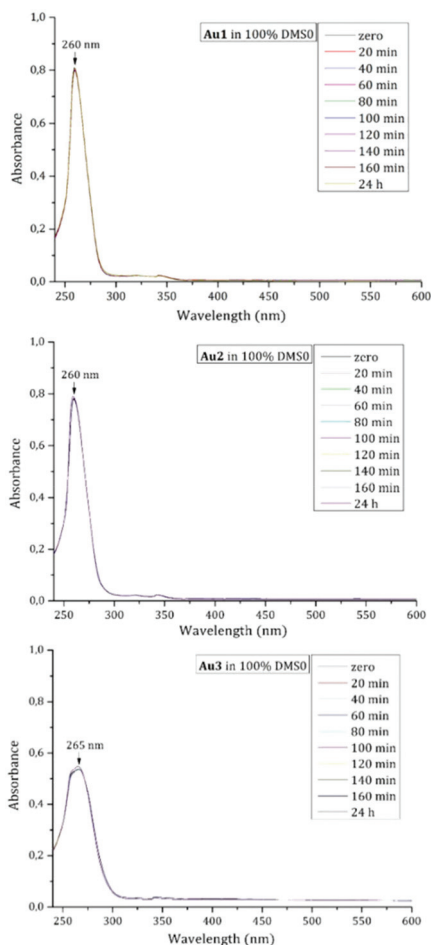 260 nm
Au1 in 100% DMS0
zero
20 min
40 min
60 min
80 min
100 min
120 min
140 min
160 min
24 h
Absorbance
1,0
0,8
0,6
0,4
0,2
0,0
250
300
350
400
450
500
550
600
Wavelength (nm)
260 nm
Au2 in 100% DMS0
zero
20 min
40 min
60 min
80 min
100 min
120 min
140 min
160 min
24 h
Absorbance
1,0
0,8
0,6
0,4
0,2
0,0
250
300
350
400
450
500
550
600
Wavelength (nm)
265 nm
Au3 in 100% DMS0
zero
20 min
40 min
60 min
80 min
100 min
120 min
140 min
160 min
24 h
Absorbance
1,0
0,8
0,6
0,4
0,2
0,0
250
300
350
400
450
500
550
600
Wavelength (nm)